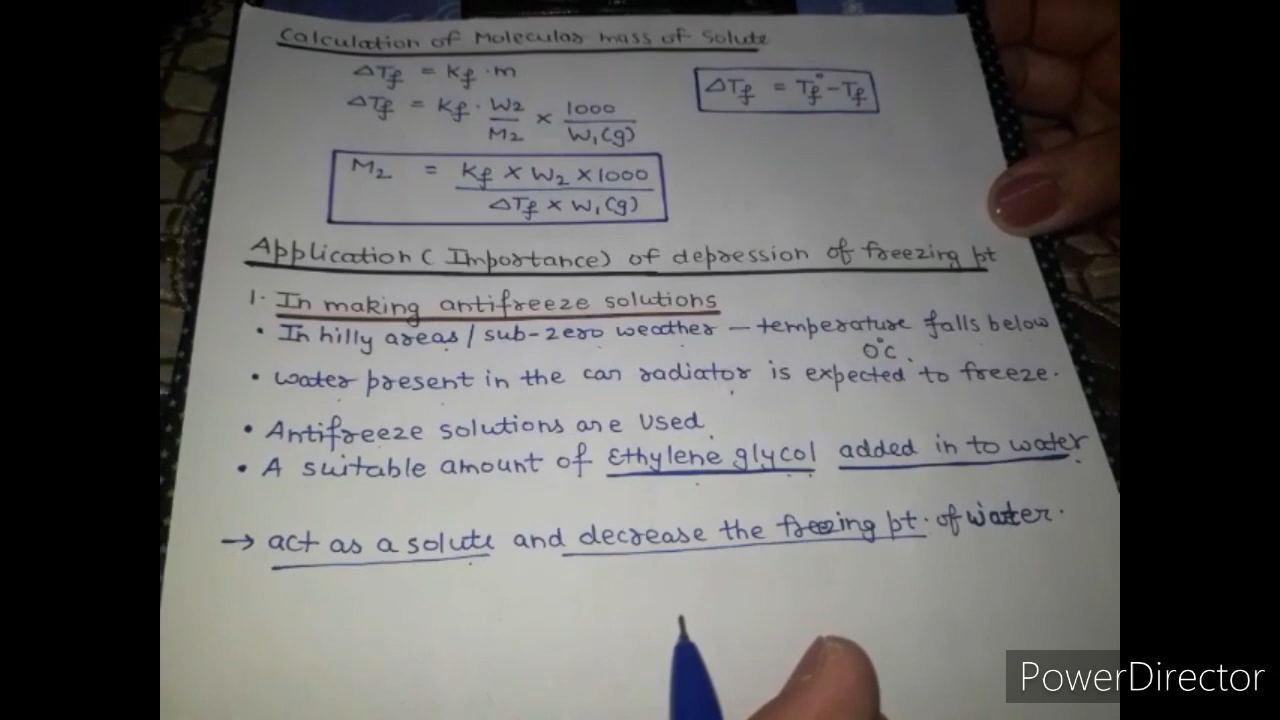 Calculation of Molecular mass of Solute
ΔTf = Kf · m
ΔTf = Kf · W2/M2 × 1000/W1(g)
ΔTf = Tf° - Tf
M2 = Kf × W2 × 1000 / ΔTf × W1(g)
Application (Importance) of depression of freezing pt
1. In making antifreeze solutions
• In hilly areas / sub-zero weather – temperature falls below
0°C.
• water present in the car radiator is expected to freeze.
• Antifreeze solutions are used.
• A suitable amount of Ethylene glycol added in to water
→ act as a solute and decrease the freezing pt. of water.
PowerDirector